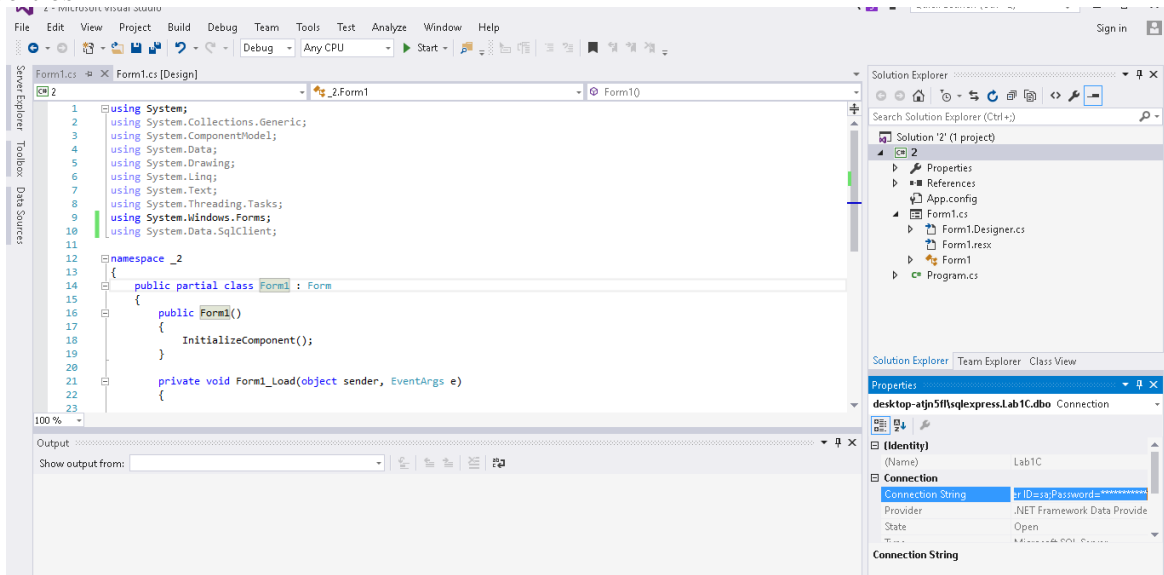 2 - Microsoft Visual Studio
File Edit View Project Build Debug Team Tools Test Analyze Window Help
Sign in
Debug Any CPU Start
Server Explorer
Toolbox
Data Sources
Form1.cs Form1.cs [Design]
2 _2.Form1 Form1()
1 using System;
2 using System.Collections.Generic;
3 using System.ComponentModel;
4 using System.Data;
5 using System.Drawing;
6 using System.Linq;
7 using System.Text;
8 using System.Threading.Tasks;
9 using System.Windows.Forms;
10 using System.Data.SqlClient;
11
12 namespace _2
13 {
14 public partial class Form1 : Form
15 {
16 public Form1()
17 {
18 InitializeComponent();
19 }
20
21 private void Form1_Load(object sender, EventArgs e)
22 {
23
100 %
Output
Show output from:
Solution Explorer
Search Solution Explorer (Ctrl+;)
Solution '2' (1 project)
C# 2
Properties
References
App.config
Form1.cs
Form1.Designer.cs
Form1.resx
Form1
C# Program.cs
Solution Explorer Team Explorer Class View
Properties
desktop-atjn5fl\sqlexpress.Lab1C.dbo Connection
(Identity)
(Name) Lab1C
Connection
Connection String er ID=sa;Password=***********
Provider .NET Framework Data Provide
State Open
Connection String